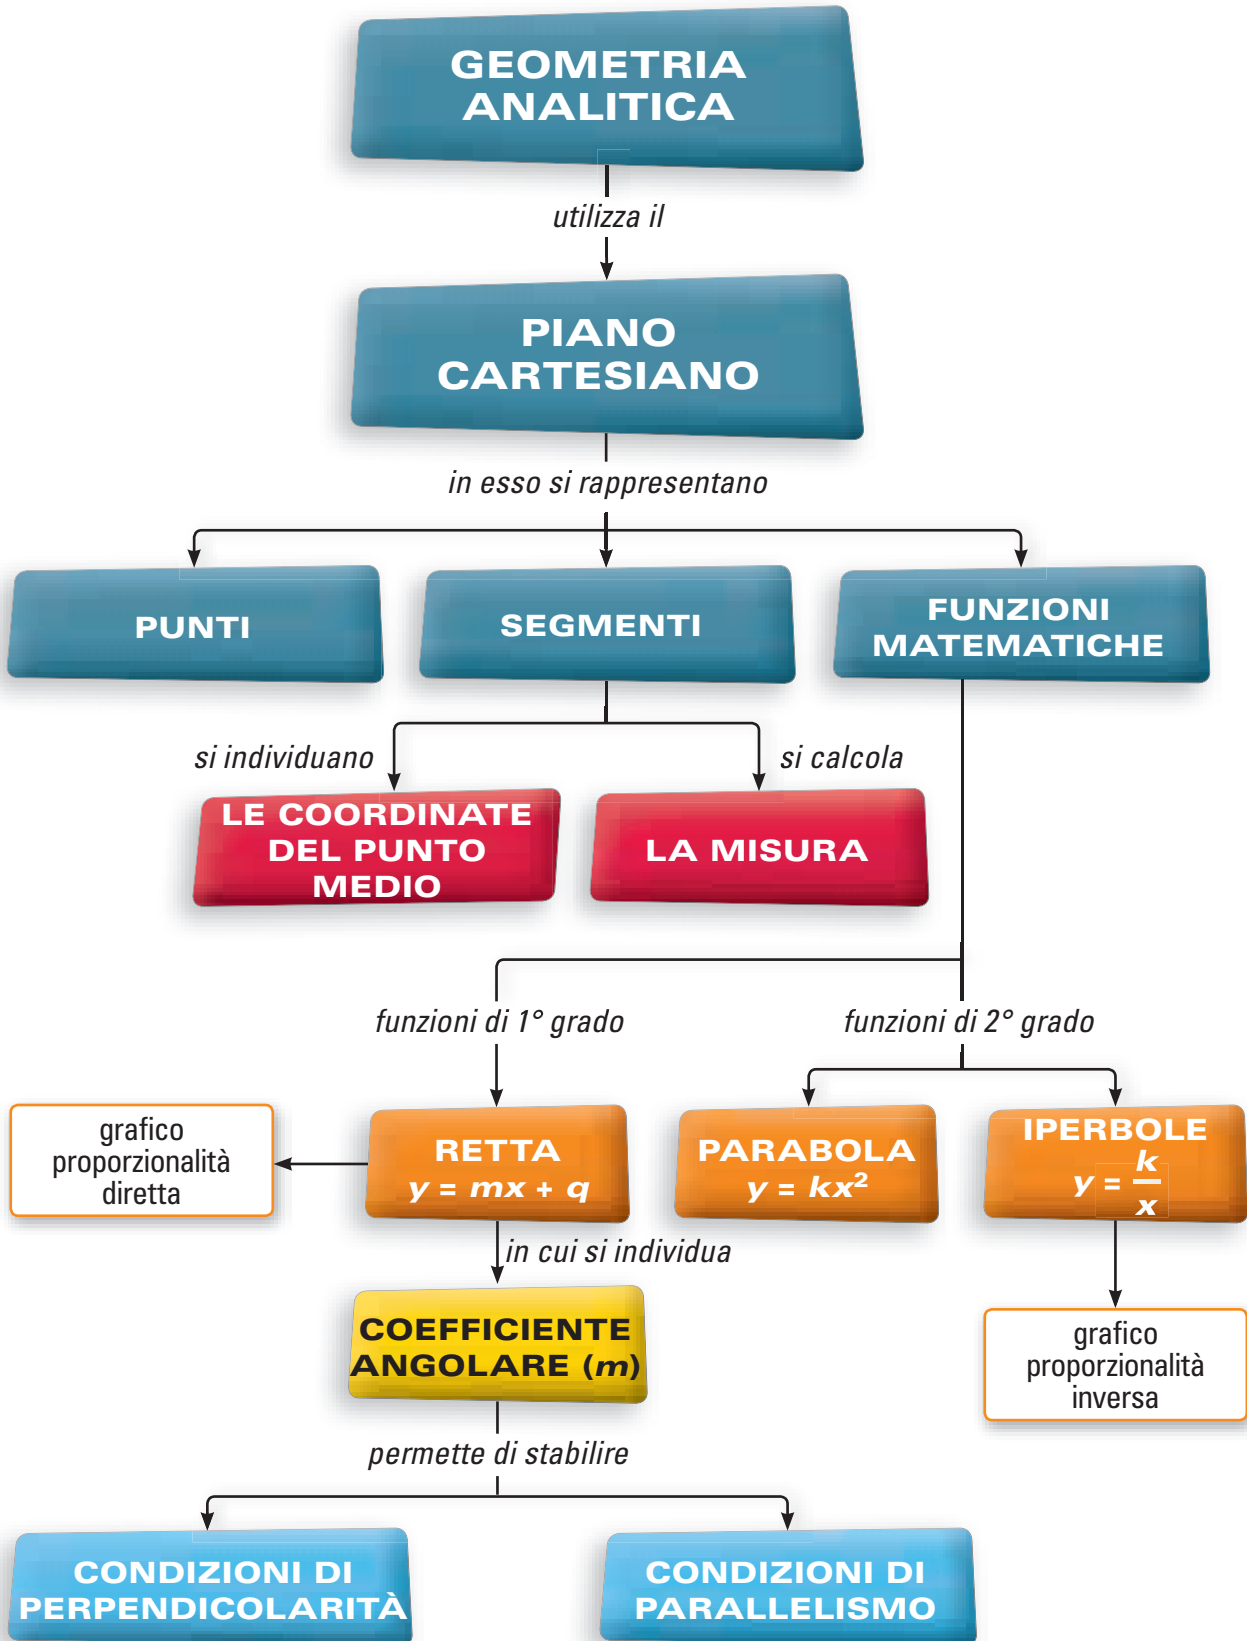 GEOMETRIA
ANALITICA
utilizza il
PIANO
CARTESIANO
in esso si rappresentano
PUNTI
SEGMENTI
FUNZIONI
MATEMATICHE
si individuano
si calcola
LE COORDINATE
DEL PUNTO
MEDIO
LA MISURA
funzioni di 1° grado
funzioni di 2° grado
grafico
proporzionalità
diretta
RETTA
y = mx + q
PARABOLA
y = kx²
IPERBOLE
y = k/x
in cui si individua
COEFFICIENTE
ANGOLARE (m)
grafico
proporzionalità
inversa
permette di stabilire
CONDIZIONI DI
PERPENDICOLARITÀ
CONDIZIONI DI
PARALLELISMO